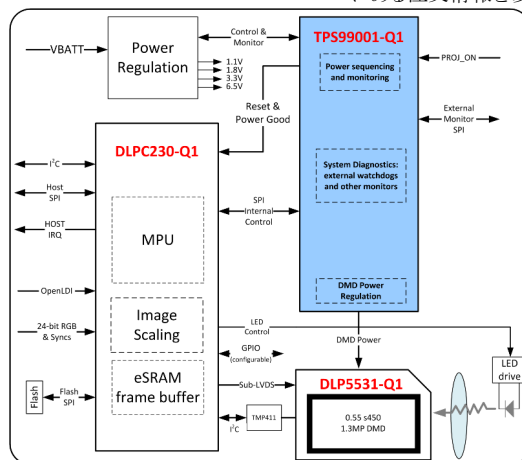 VBATT
Power
Regulation
Control &
Monitor
1.1V
1.8V
3.3V
6.5V
TPS99001-Q1
Power sequencing
and monitoring
PROJ_ON
Reset &
Power Good
External
Monitor
SPI
DLPC230-Q1
System Diagnostics:
external watchdogs
and other monitors
I²C
Host
SPI
SPI
Internal
Control
HOST
IRQ
MPU
OpenLDI
DMD Power
Regulation
24-bit RGB
& Syncs
Image
Scaling
LED
Control
DMD Power
GPIO
(configurable)
LED
drive
eSRAM
frame buffer
Sub-LVDS
DLP5531-Q1
Flash
Flash
SPI
I²C
TMP411
0.55 s450
1.3MP DMD